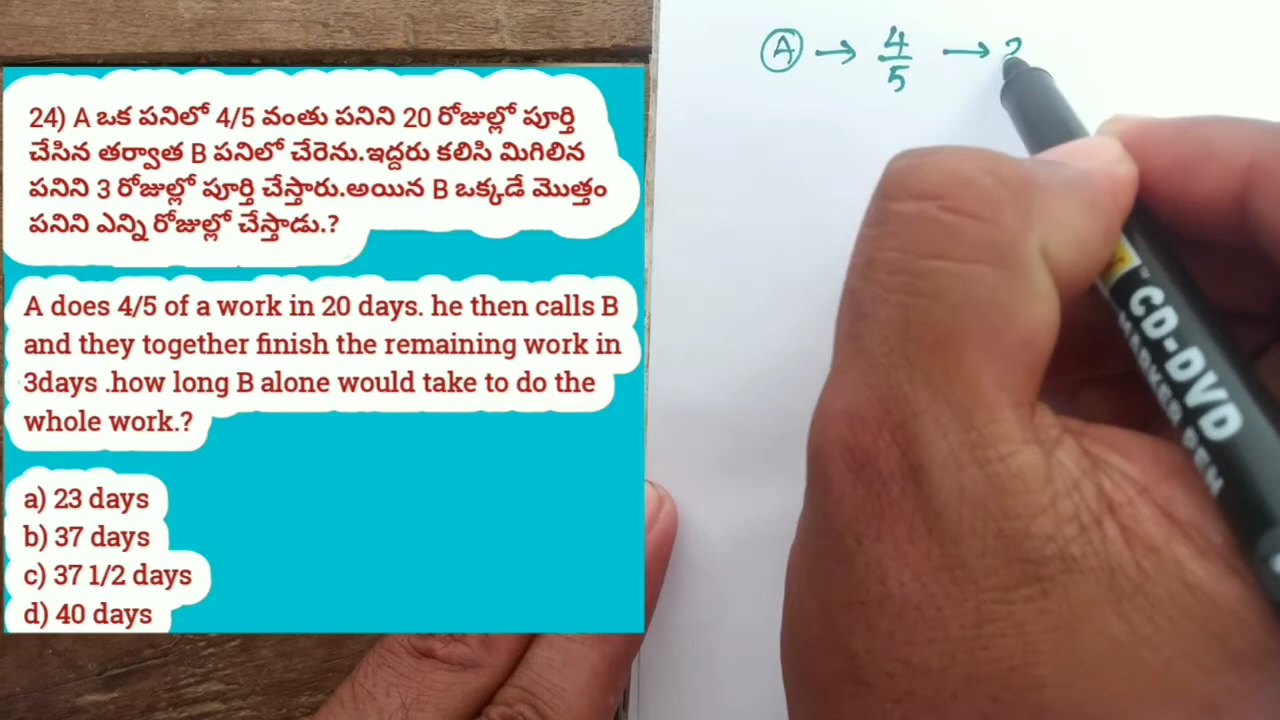 24) A ఒక పనిలో 4/5 వంతు పనిని 20 రోజుల్లో పూర్తి
చేసిన తర్వాత B పనిలో చేరెను.ఇద్దరు కలిసి మిగిలిన
పనిని 3 రోజుల్లో పూర్తి చేస్తారు.అయిన B ఒక్కడే మొత్తం
పనిని ఎన్ని రోజుల్లో చేస్తాడు.?
A does 4/5 of a work in 20 days. he then calls B
and they together finish the remaining work in
3days .how long B alone would take to do the
whole work.?
a) 23 days
b) 37 days
c) 37 1/2 days
d) 40 days
A → 4/5 →
CD-DVD
MARKER PEN